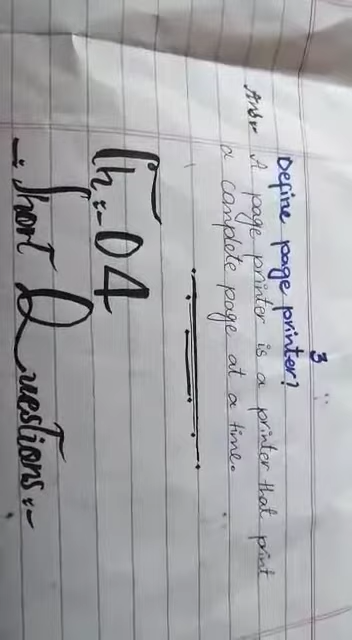 3
Define page printer?
Ans:- A page printer is a printer that print
a complete page at a time.
Ch:- 04
:- Short Questions:-